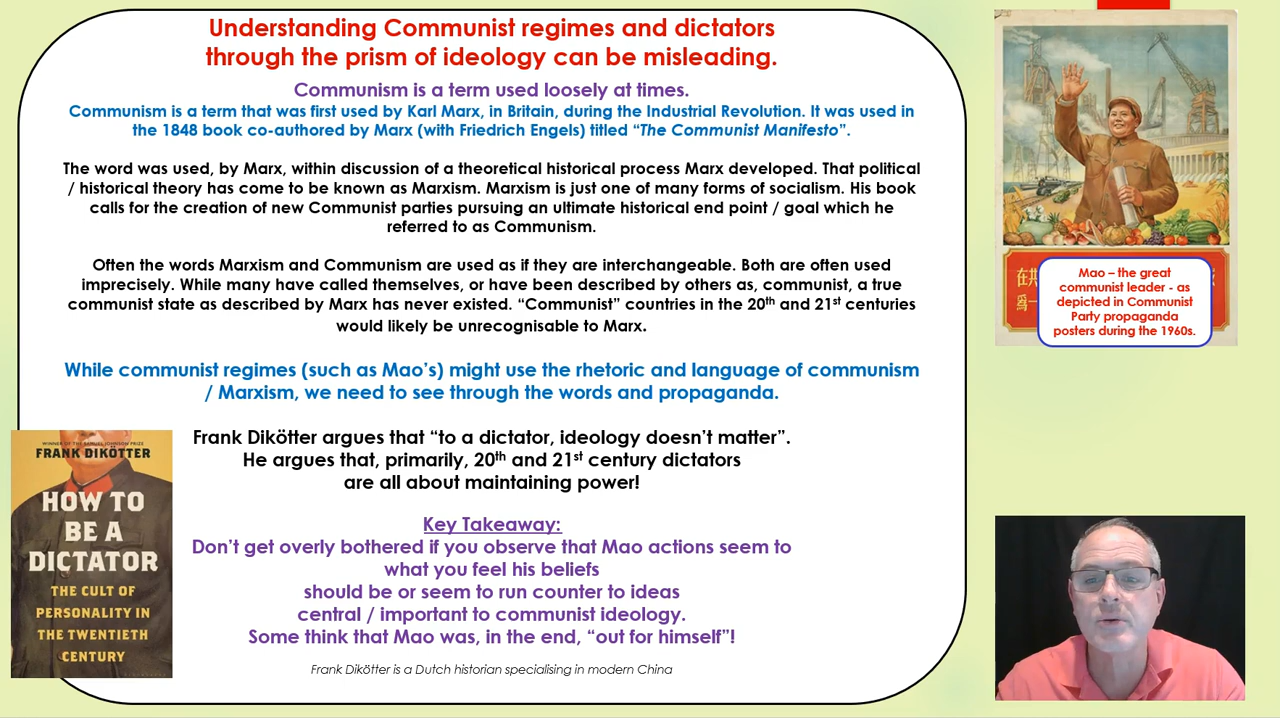 Understanding Communist regimes and dictators
through the prism of ideology can be misleading.
Communism is a term used loosely at times.
Communism is a term that was first used by Karl Marx, in Britain, during the Industrial Revolution. It was used in
the 1848 book co-authored by Marx (with Friedrich Engels) titled “The Communist Manifesto”.
The word was used, by Marx, within discussion of a theoretical historical process Marx developed. That political
/ historical theory has come to be known as Marxism. Marxism is just one of many forms of socialism. His book
calls for the creation of new Communist parties pursuing an ultimate historical end point / goal which he
referred to as Communism.
Often the words Marxism and Communism are used as if they are interchangeable. Both are often used
imprecisely. While many have called themselves, or have been described by others as, communist, a true
communist state as described by Marx has never existed. “Communist” countries in the 20th and 21st centuries
would likely be unrecognisable to Marx.
While communist regimes (such as Mao’s) might use the rhetoric and language of communism
/ Marxism, we need to see through the words and propaganda.
Frank Dikötter argues that “to a dictator, ideology doesn’t matter”.
He argues that, primarily, 20th and 21st century dictators
are all about maintaining power!
Key Takeaway:
Don’t get overly bothered if you observe that Mao actions seem to
what you feel his beliefs
should be or seem to run counter to ideas
central / important to communist ideology.
Some think that Mao was, in the end, “out for himself”!
Frank Dikötter is a Dutch historian specialising in modern China
WINNER OF THE SAMUEL JOHNSON PRIZE
FRANK DIKÖTTER
HOW TO
BE A
DICTATOR
THE CULT OF
PERSONALITY IN
THE TWENTIETH
CENTURY
Mao – the great
communist leader - as
depicted in Communist
Party propaganda
posters during the 1960s.